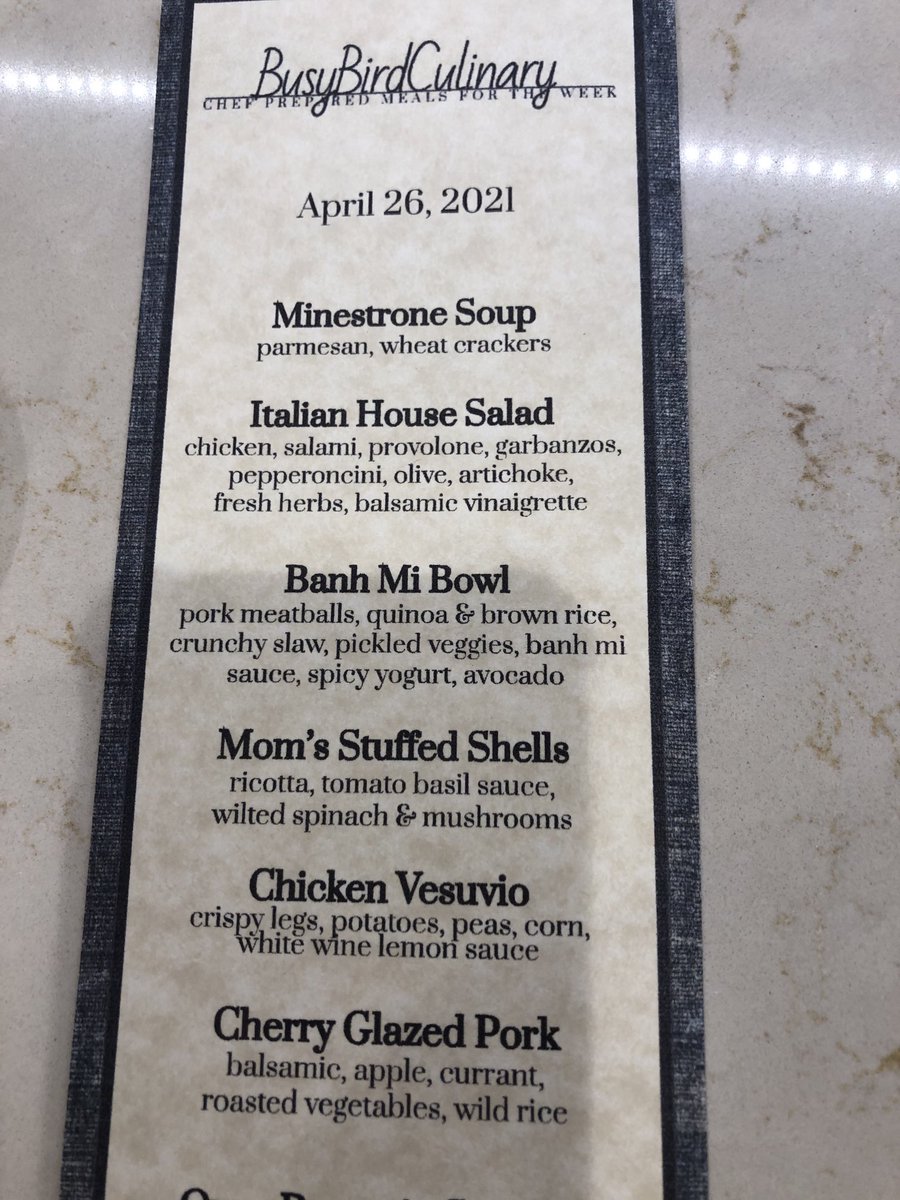 BusyBirdCulinary
CHEF PREPARED MEALS FOR THE WEEK
April 26, 2021
Minestrone Soup
parmesan, wheat crackers
Italian House Salad
chicken, salami, provolone, garbanzos,
pepperoncini, olive, artichoke,
fresh herbs, balsamic vinaigrette
Banh Mi Bowl
pork meatballs, quinoa & brown rice,
crunchy slaw, pickled veggies, banh mi
sauce, spicy yogurt, avocado
Mom's Stuffed Shells
ricotta, tomato basil sauce,
wilted spinach & mushrooms
Chicken Vesuvio
crispy legs, potatoes, peas, corn,
white wine lemon sauce
Cherry Glazed Pork
balsamic, apple, currant,
roasted vegetables, wild rice